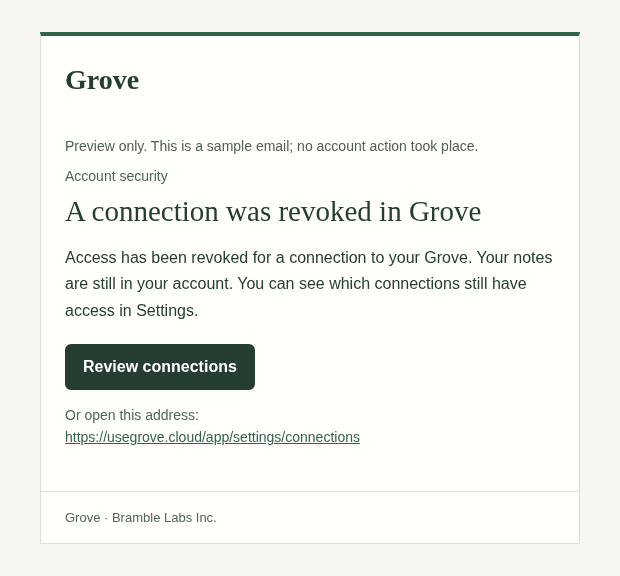 Grove
Preview only. This is a sample email; no account action took place.
Account security
A connection was revoked in Grove
Access has been revoked for a connection to your Grove. Your notes
are still in your account. You can see which connections still have
access in Settings.
Review connections
Or open this address:
https://usegrove.cloud/app/settings/connections
Grove · Bramble Labs Inc.